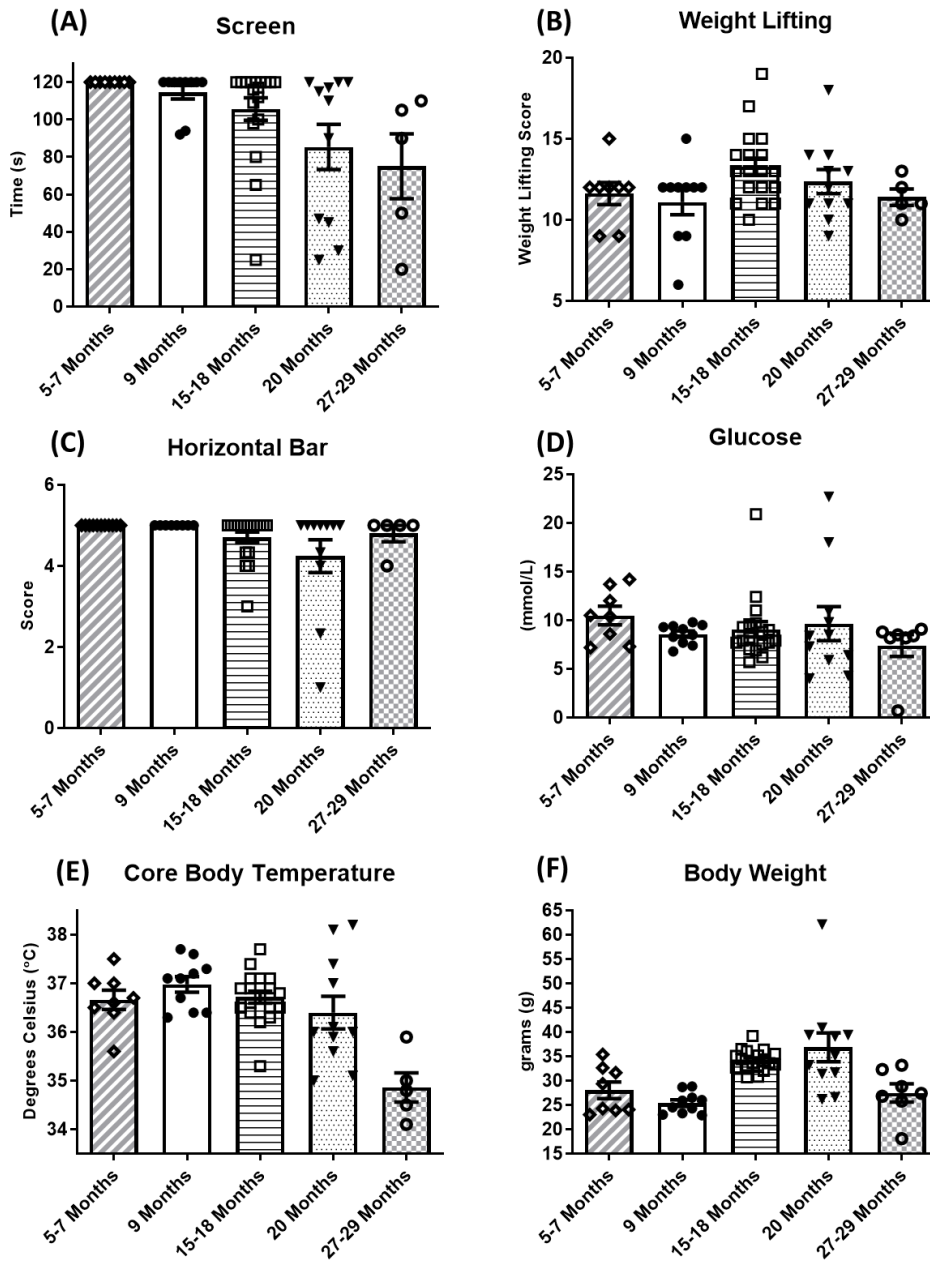 (A)
Screen
Time (s)
120
100
80
60
40
20
0
5-7 Months
9 Months
15-18 Months
20 Months
27-29 Months
(B)
Weight Lifting
Weight Lifting Score
20
15
10
5
5-7 Months
9 Months
15-18 Months
20 Months
27-29 Months
(C)
Horizontal Bar
Score
6
4
2
0
5-7 Months
9 Months
15-18 Months
20 Months
27-29 Months
(D)
Glucose
(mmol/L)
25
20
15
10
5
0
5-7 Months
9 Months
15-18 Months
20 Months
27-29 Months
(E)
Core Body Temperature
Degrees Celsius (°C)
38
37
36
35
34
5-7 Months
9 Months
15-18 Months
20 Months
27-29 Months
(F)
Body Weight
grams (g)
65
60
55
50
45
40
35
30
25
20
15
5-7 Months
9 Months
15-18 Months
20 Months
27-29 Months